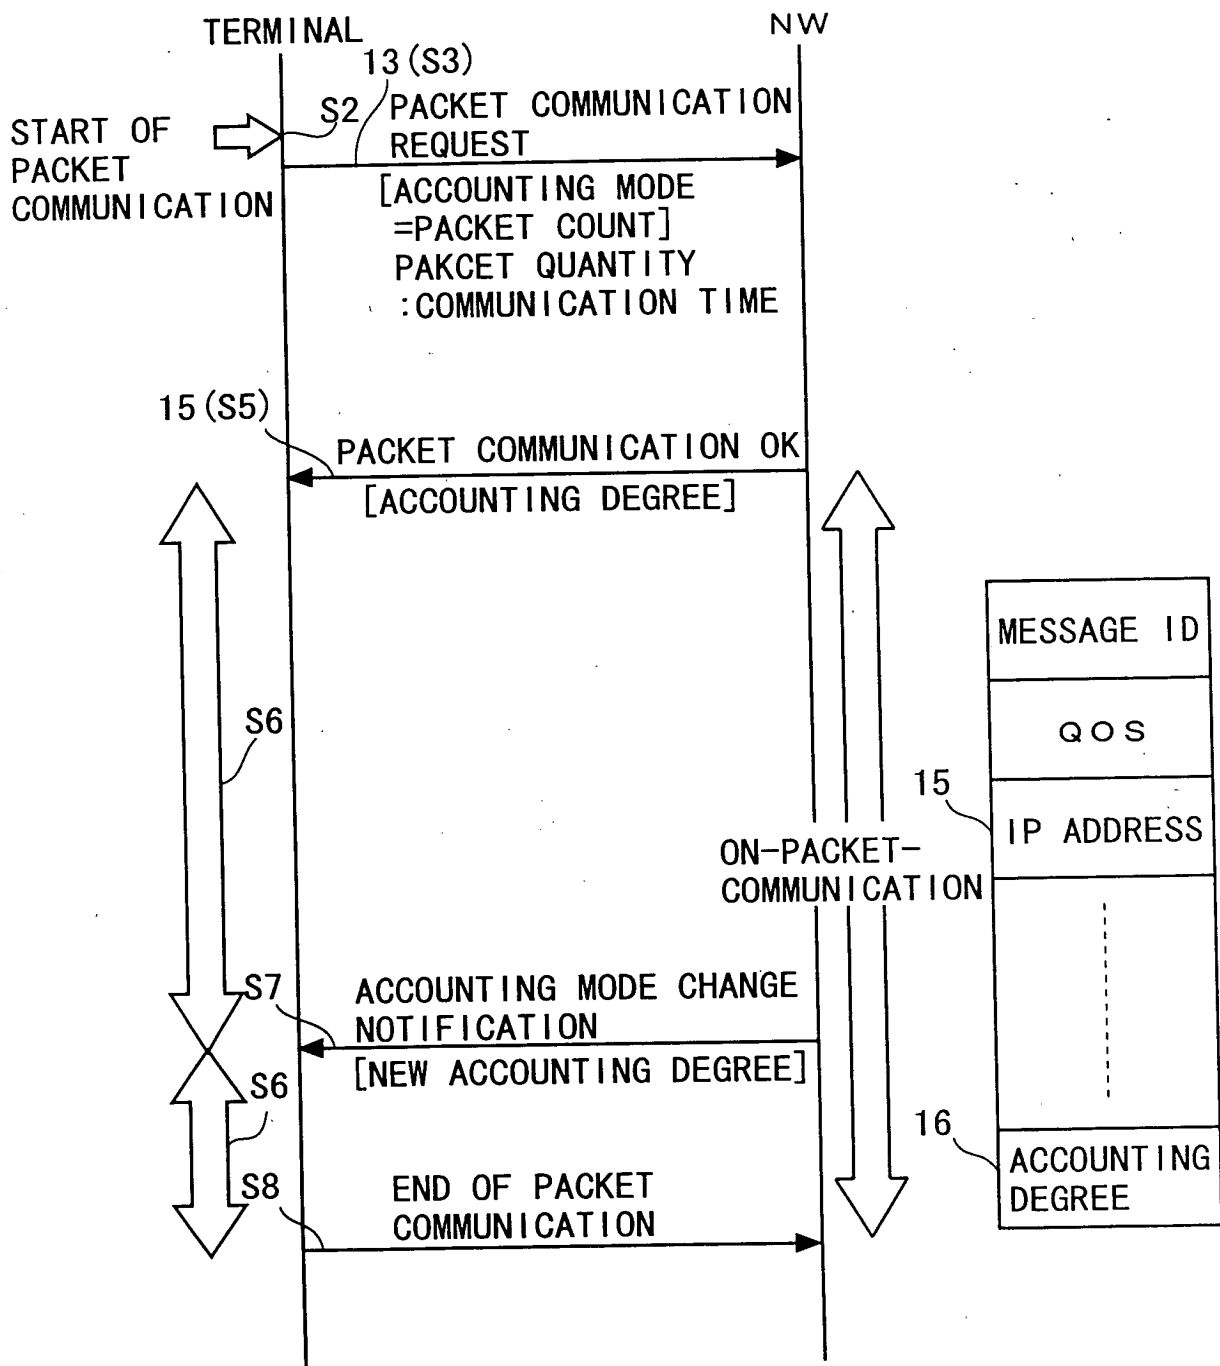 TERMINAL
NW
13(S3)
S2
PACKET COMMUNICATION
REQUEST
START OF
PACKET
COMMUNICATION
[ACCOUNTING MODE
=PACKET COUNT]
PAKCET QUANTITY
:COMMUNICATION TIME
15(S5)
PACKET COMMUNICATION OK
[ACCOUNTING DEGREE]
MESSAGE ID
S6
QOS
15
IP ADDRESS
ON-PACKET-
COMMUNICATION
S7
ACCOUNTING MODE CHANGE
NOTIFICATION
[NEW ACCOUNTING DEGREE]
S6
16
ACCOUNTING
DEGREE
S8
END OF PACKET
COMMUNICATION